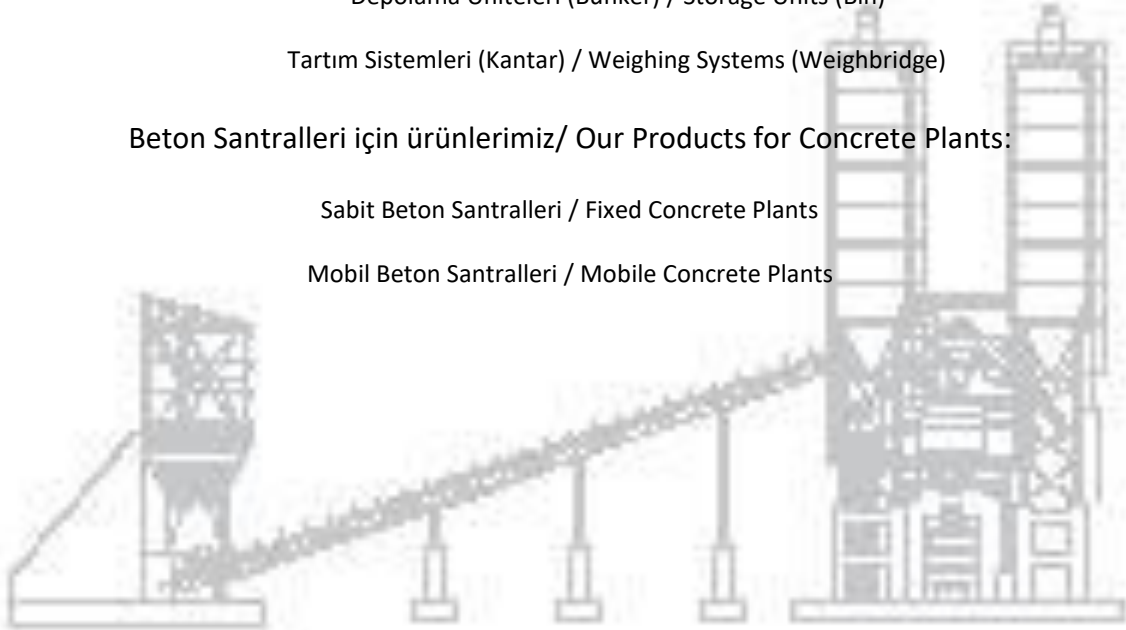 Depolama Üniteleri (Bunker) / Storage Units (Bin)
Tartım Sistemleri (Kantar) / Weighing Systems (Weighbridge)
Beton Santralleri için ürünlerimiz/ Our Products for Concrete Plants:
Sabit Beton Santralleri / Fixed Concrete Plants
Mobil Beton Santralleri / Mobile Concrete Plants